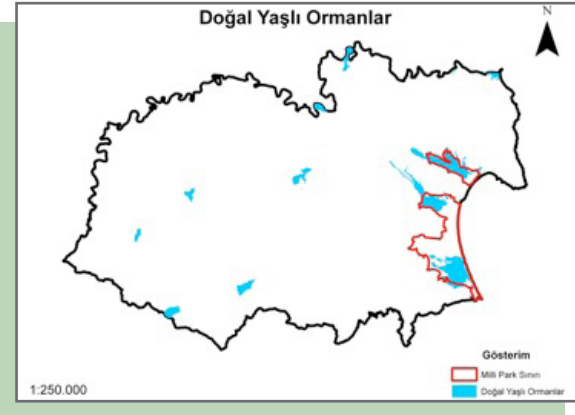 Doğal Yaşlı Ormanlar
N
Gösterim
Milli Park Sınırı
Doğal Yaşlı Ormanlar
1:250.000